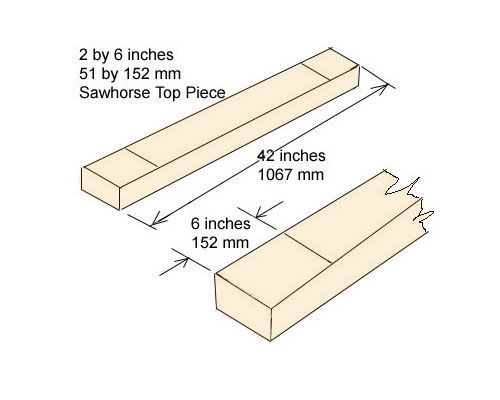 2 by 6 inches
51 by 152 mm
Sawhorse Top Piece
42 inches
1067 mm
6 inches
152 mm